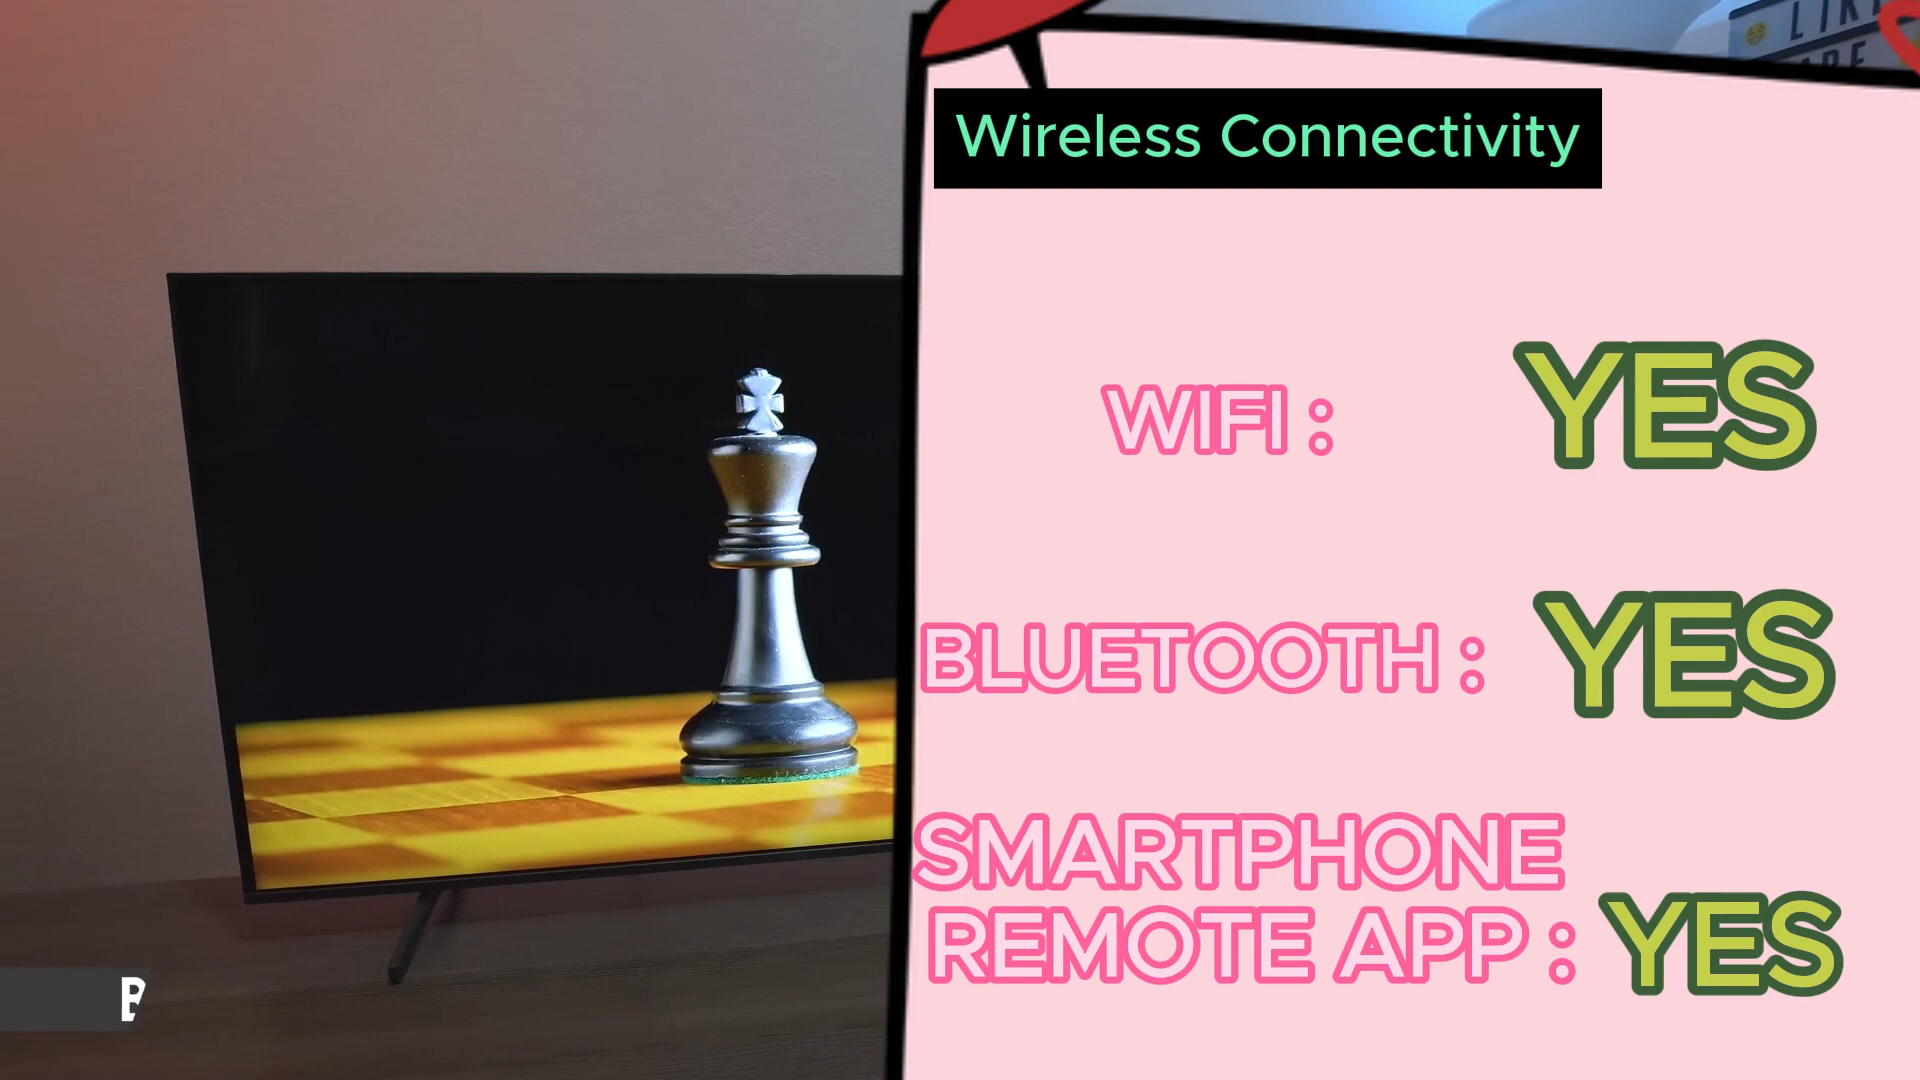 Wireless Connectivity
WIFI : YES
BLUETOOTH : YES
SMARTPHONE
REMOTE APP : YES